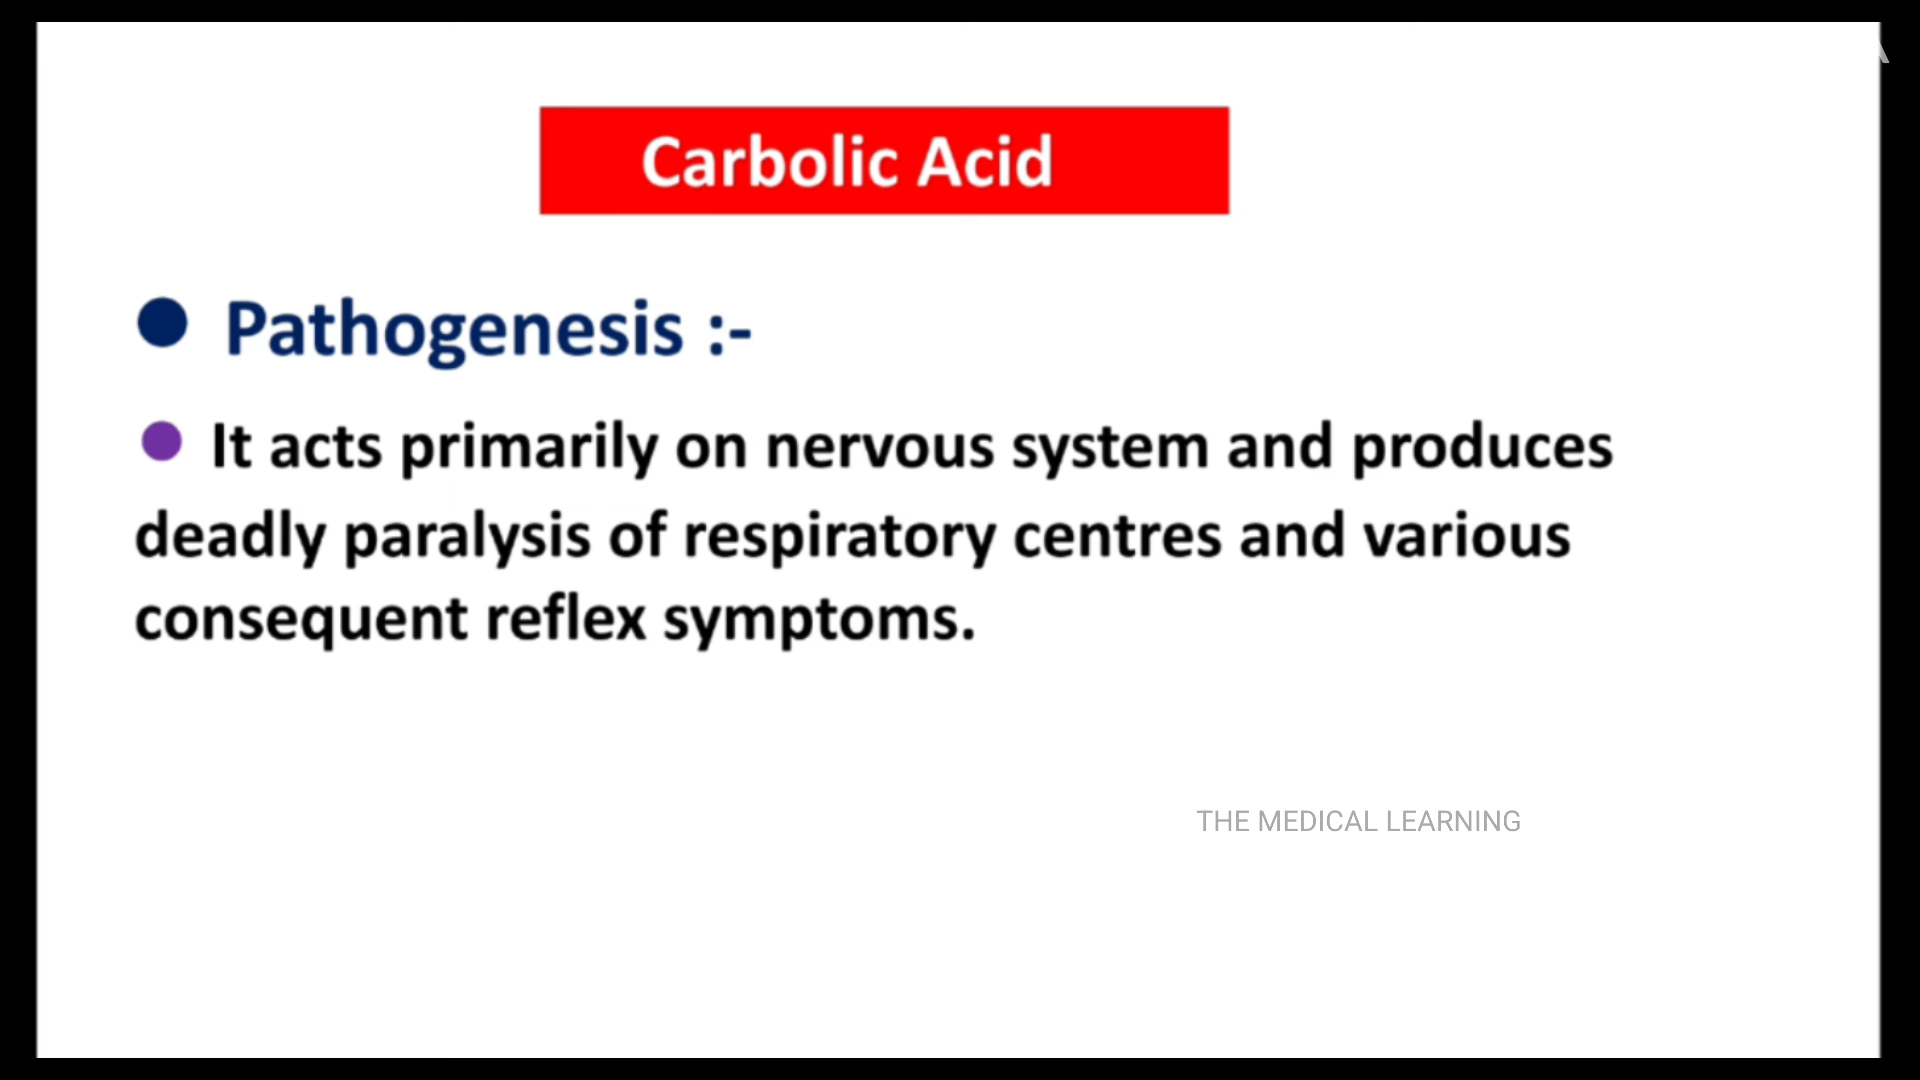 Carbolic Acid
● Pathogenesis :-
● It acts primarily on nervous system and produces
deadly paralysis of respiratory centres and various
consequent reflex symptoms.
THE MEDICAL LEARNING